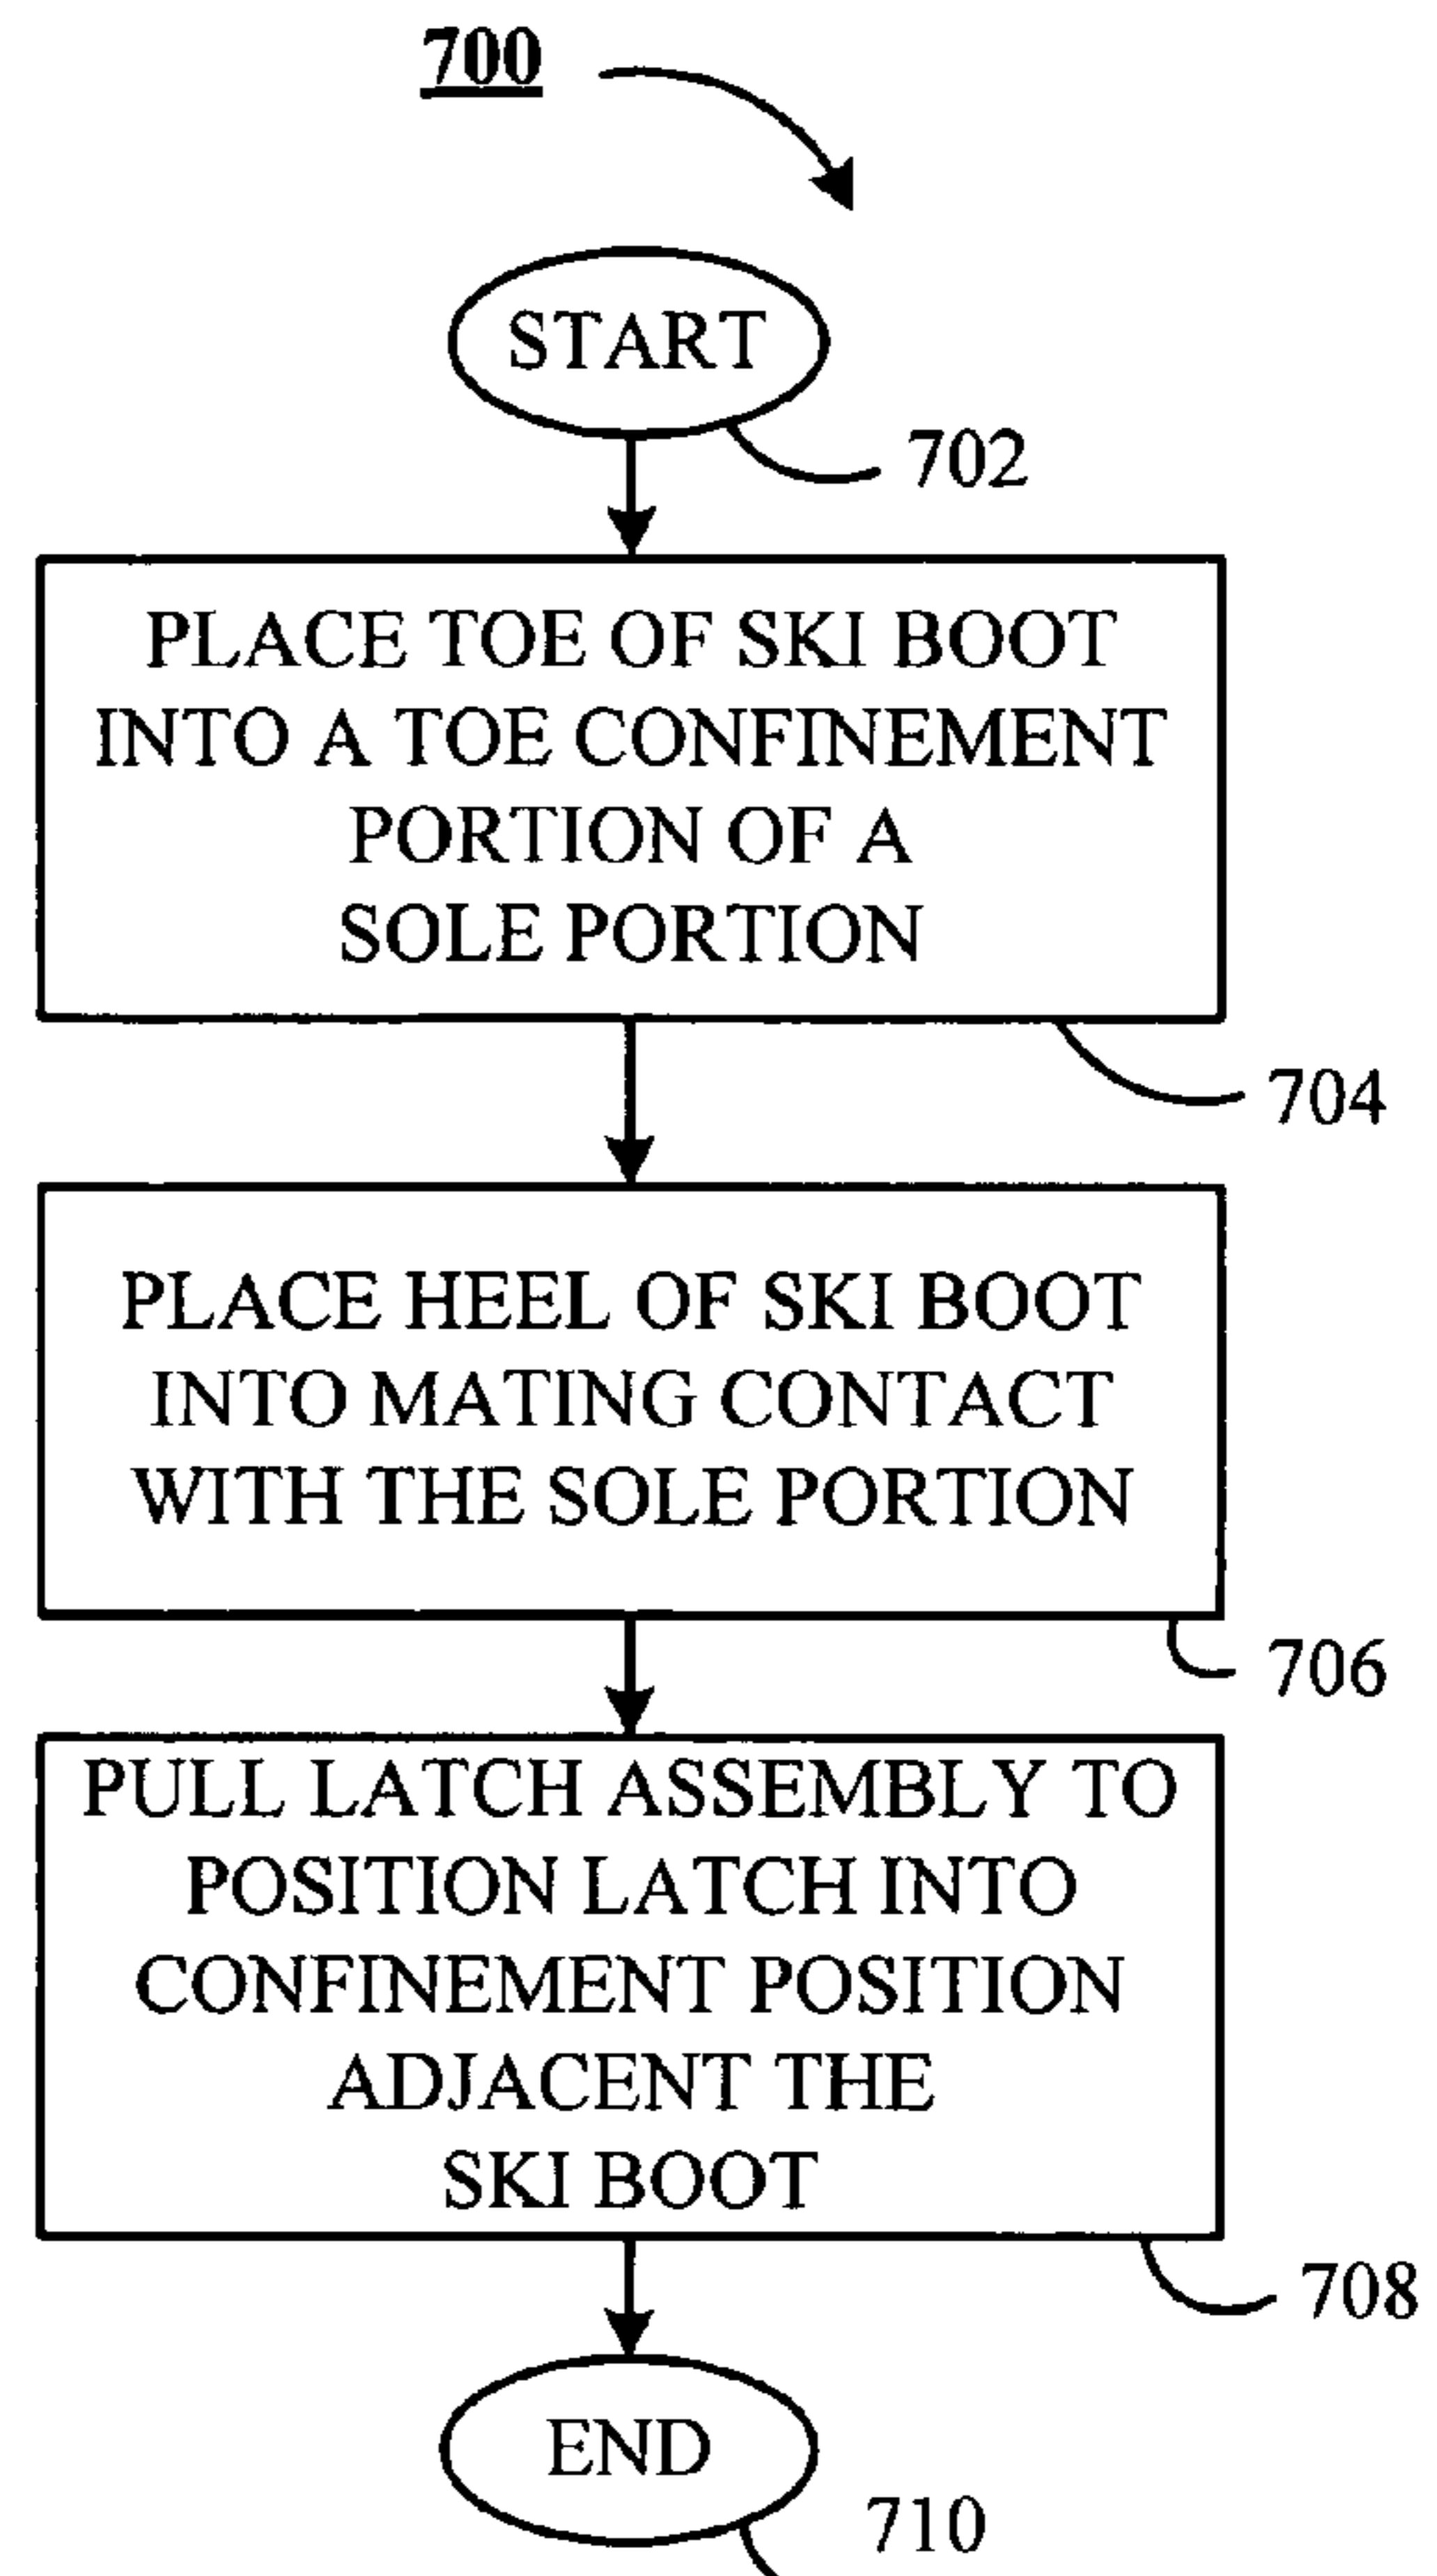 700
START
702
PLACE TOE OF SKI BOOT
INTO A TOE CONFINEMENT
PORTION OF A
SOLE PORTION
704
PLACE HEEL OF SKI BOOT
INTO MATING CONTACT
WITH THE SOLE PORTION
706
PULL LATCH ASSEMBLY TO
POSITION LATCH INTO
CONFINEMENT POSITION
ADJACENT THE
SKI BOOT
708
END
710